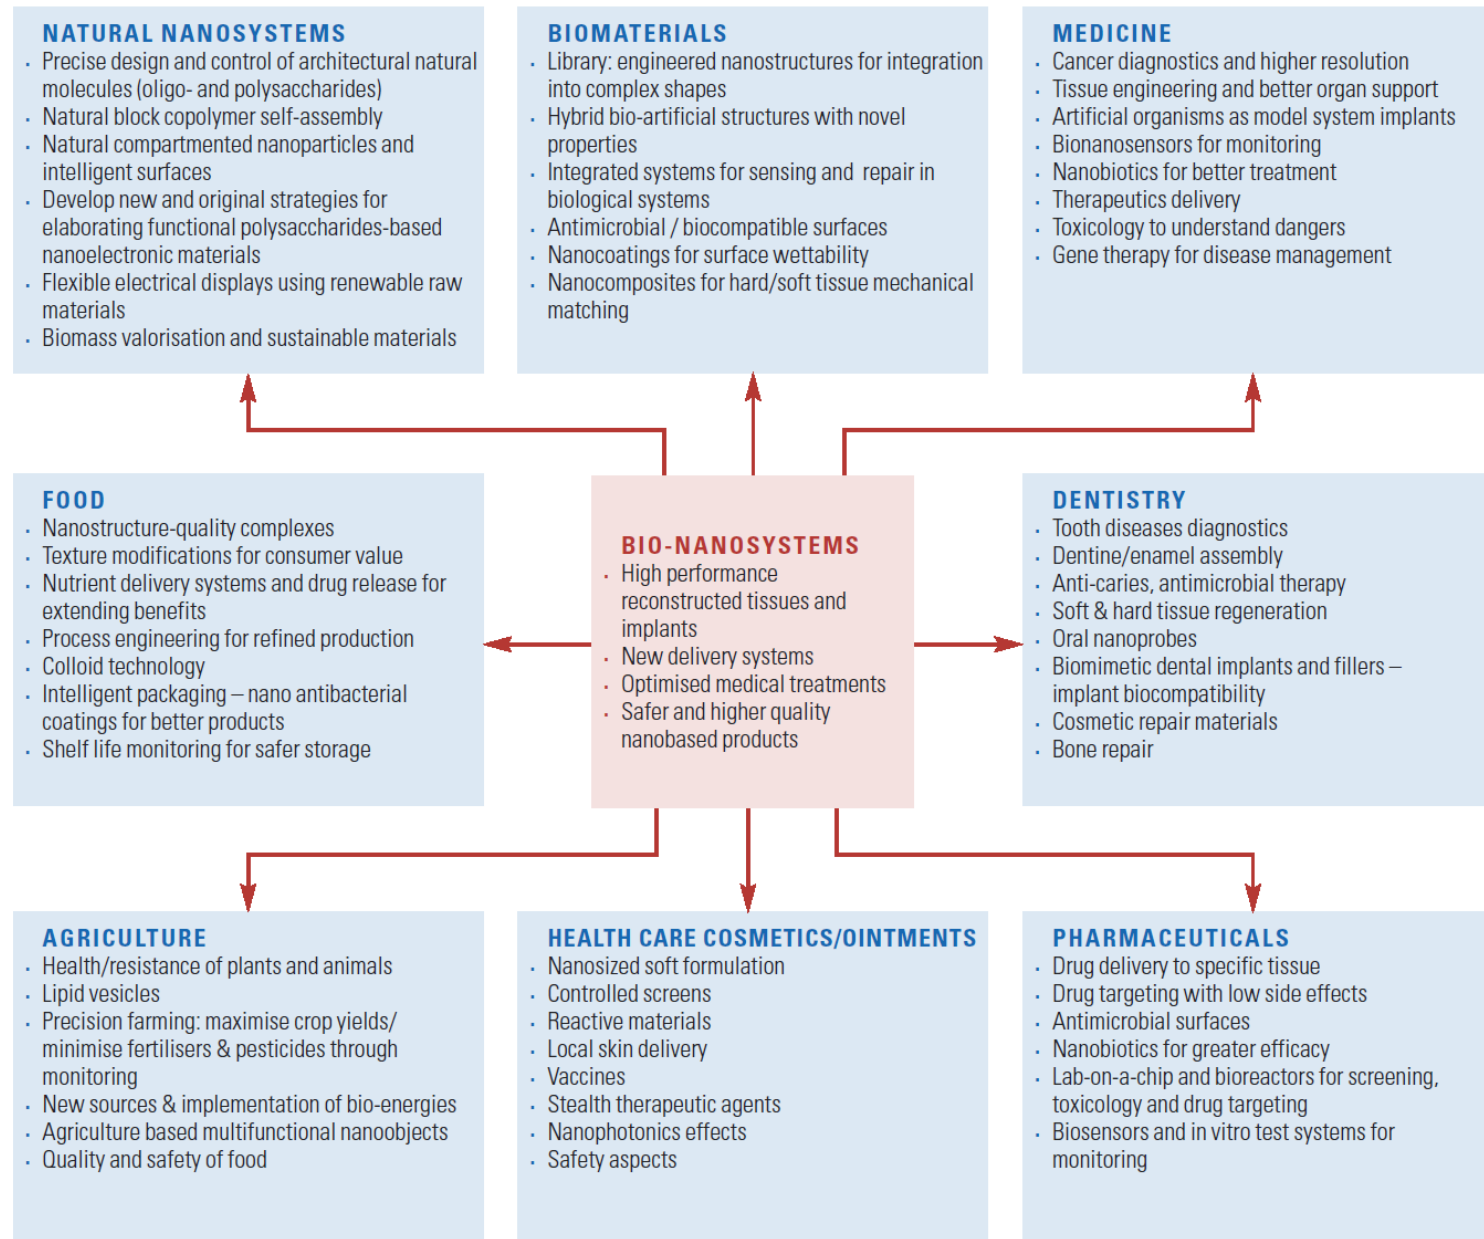 NATURAL NANOSYSTEMS
· Precise design and control of architectural natural
molecules (oligo- and polysaccharides)
· Natural block copolymer self-assembly
· Natural compartmented nanoparticles and
intelligent surfaces
· Develop new and original strategies for
elaborating functional polysaccharides-based
nanoelectronic materials
· Flexible electrical displays using renewable raw
materials
· Biomass valorisation and sustainable materials
BIOMATERIALS
· Library: engineered nanostructures for integration
into complex shapes
· Hybrid bio-artificial structures with novel
properties
· Integrated systems for sensing and repair in
biological systems
· Antimicrobial / biocompatible surfaces
· Nanocoatings for surface wettability
· Nanocomposites for hard/soft tissue mechanical
matching
MEDICINE
· Cancer diagnostics and higher resolution
· Tissue engineering and better organ support
· Artificial organisms as model system implants
· Bionanosensors for monitoring
· Nanobiotics for better treatment
· Therapeutics delivery
· Toxicology to understand dangers
· Gene therapy for disease management
FOOD
· Nanostructure-quality complexes
· Texture modifications for consumer value
· Nutrient delivery systems and drug release for
extending benefits
· Process engineering for refined production
· Colloid technology
· Intelligent packaging – nano antibacterial
coatings for better products
· Shelf life monitoring for safer storage
BIO-NANOSYSTEMS
· High performance
reconstructed tissues and
implants
· New delivery systems
· Optimised medical treatments
· Safer and higher quality
nanobased products
DENTISTRY
· Tooth diseases diagnostics
· Dentine/enamel assembly
· Anti-caries, antimicrobial therapy
· Soft & hard tissue regeneration
· Oral nanoprobes
· Biomimetic dental implants and fillers –
implant biocompatibility
· Cosmetic repair materials
· Bone repair
AGRICULTURE
· Health/resistance of plants and animals
· Lipid vesicles
· Precision farming: maximise crop yields/
minimise fertilisers & pesticides through
monitoring
· New sources & implementation of bio-energies
· Agriculture based multifunctional nanoobjects
· Quality and safety of food
HEALTH CARE COSMETICS/OINTMENTS
· Nanosized soft formulation
· Controlled screens
· Reactive materials
· Local skin delivery
· Vaccines
· Stealth therapeutic agents
· Nanophotonics effects
· Safety aspects
PHARMACEUTICALS
· Drug delivery to specific tissue
· Drug targeting with low side effects
· Antimicrobial surfaces
· Nanobiotics for greater efficacy
· Lab-on-a-chip and bioreactors for screening,
toxicology and drug targeting
· Biosensors and in vitro test systems for
monitoring